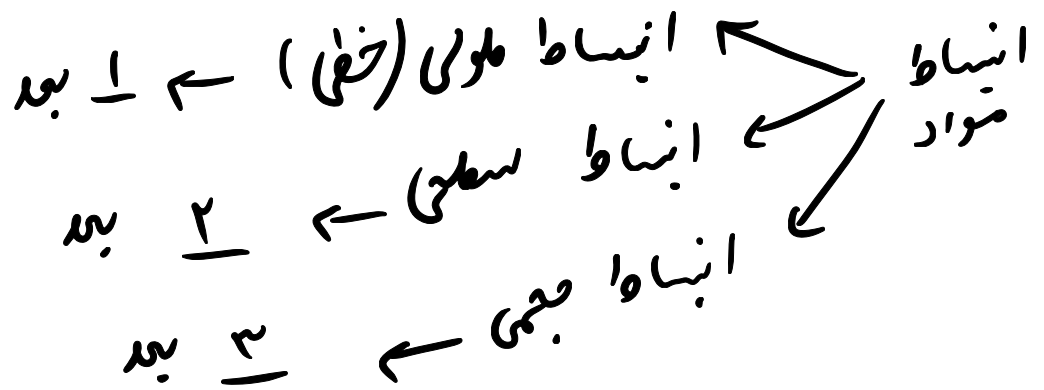 انبساط مواد
انبساط طولی (خطی) ← ۱ بعد
انبساط سطحی ← ۲ بعد
انبساط حجمی ← ۳ بعد